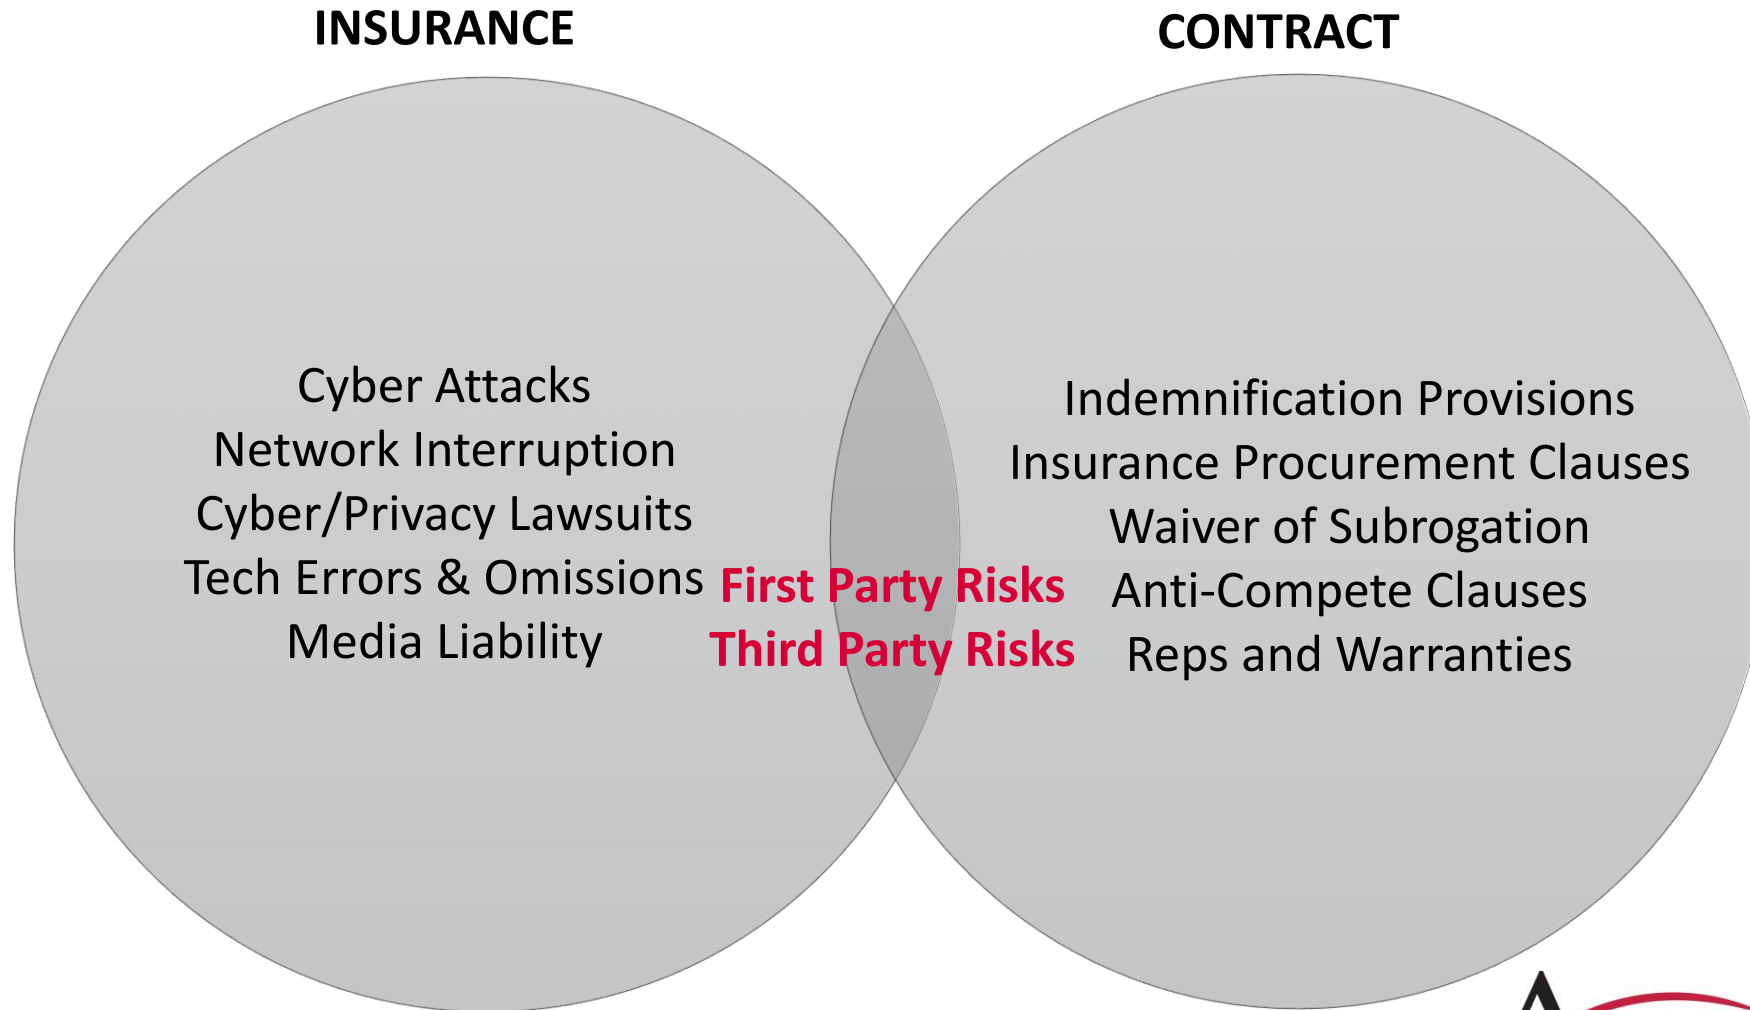 INSURANCE
CONTRACT
Cyber Attacks
Network Interruption
Cyber/Privacy Lawsuits
Tech Errors & Omissions
Media Liability
First Party Risks
Third Party Risks
Indemnification Provisions
Insurance Procurement Clauses
Waiver of Subrogation
Anti-Compete Clauses
Reps and Warranties